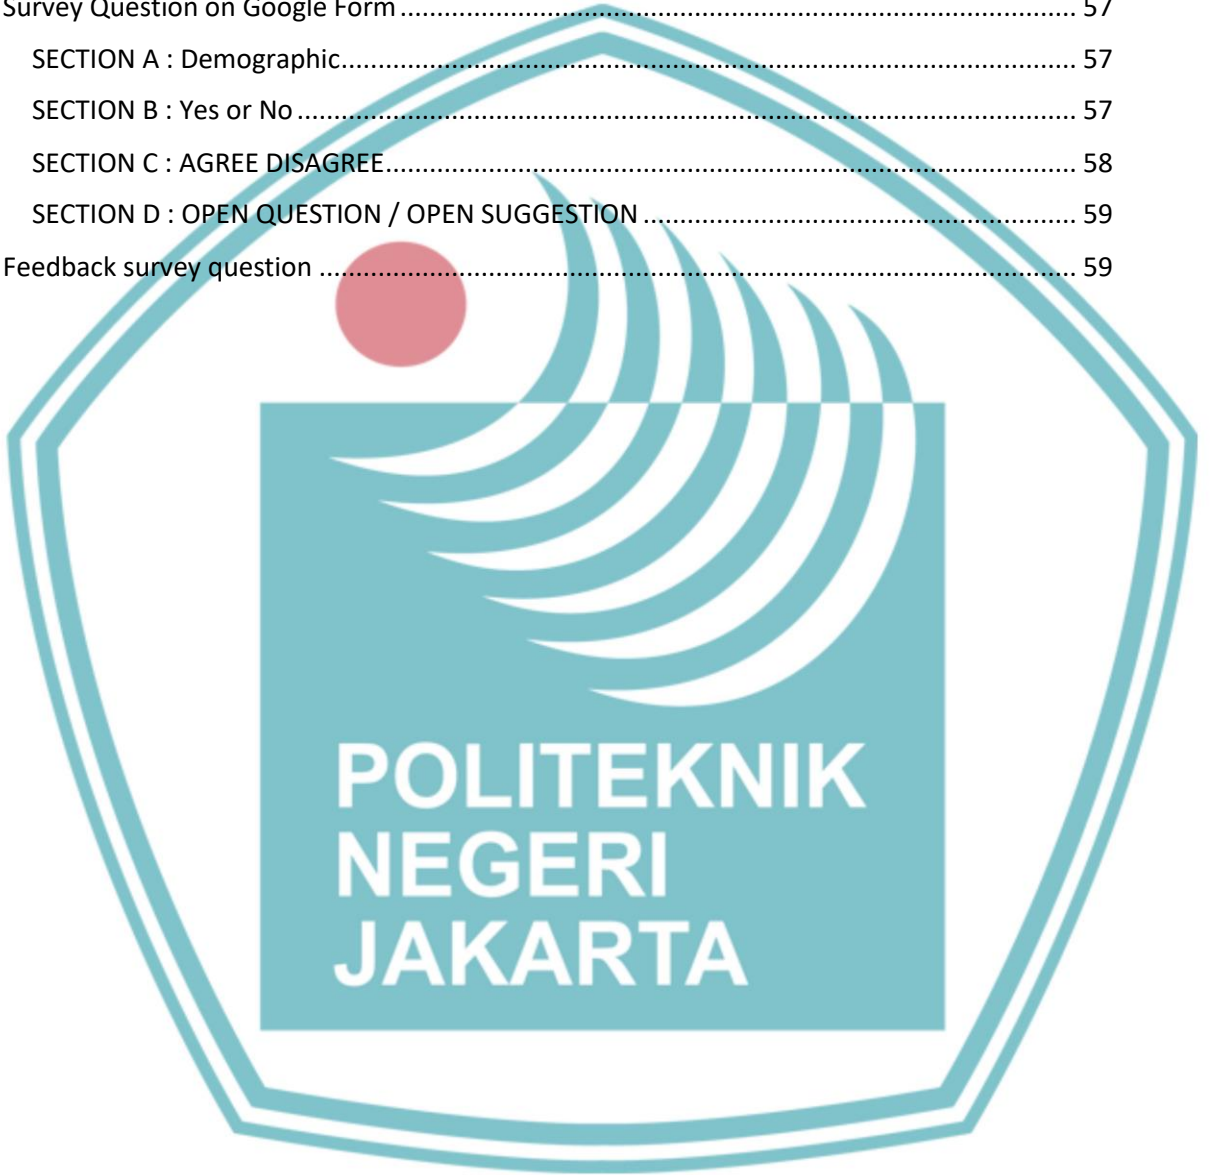 Survey Question on Google Form ........................................................................................ 57
SECTION A : Demographic................................................................................................ 57
SECTION B : Yes or No ...................................................................................................... 57
SECTION C : AGREE DISAGREE.......................................................................................... 58
SECTION D : OPEN QUESTION / OPEN SUGGESTION ........................................................ 59
Feedback survey question ................................................................................................... 59
POLITEKNIK
NEGERI
JAKARTA